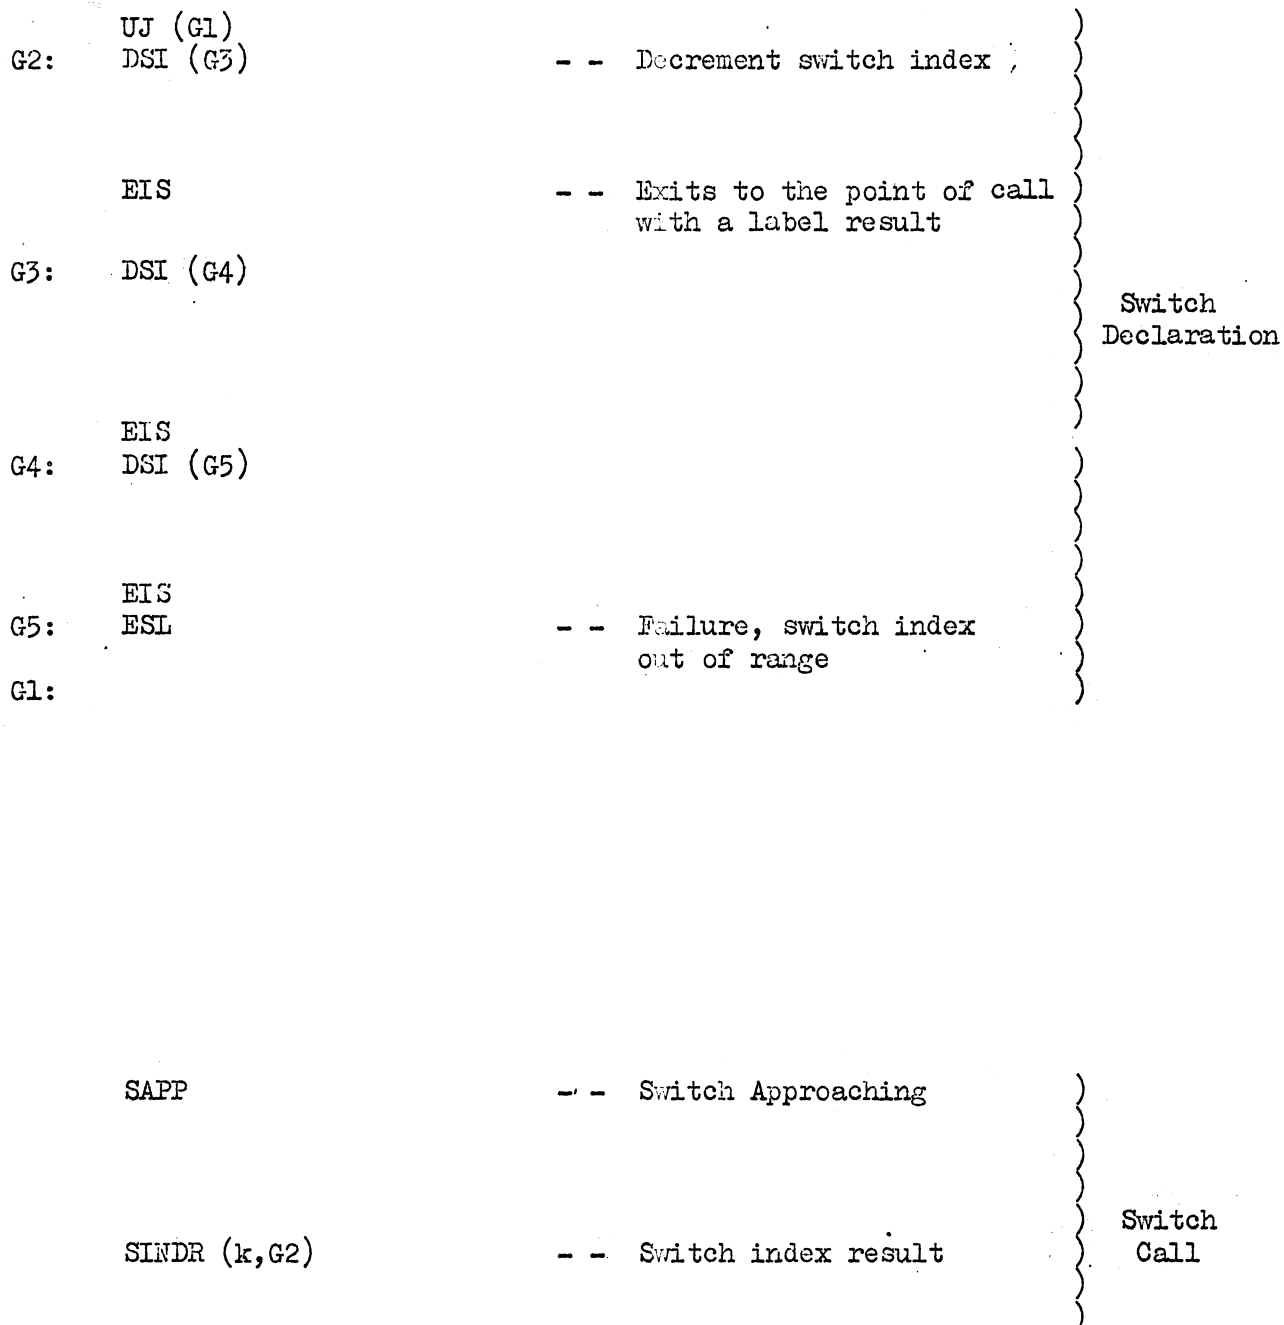 UJ (G1) )
G2: DSI (G3) - - Decrement switch index )
)
)
)
EIS - - Exits to the point of call )
with a label result )
)
G3: DSI (G4) )
) Switch
) Declaration
)
EIS )
G4: DSI (G5) )
)
)
)
EIS )
G5: ESL - - Failure, switch index )
out of range )
G1: )
SAPP - - Switch Approaching )
)
)
)
) Switch
SINDR (k,G2) - - Switch index result ) Call
)
)